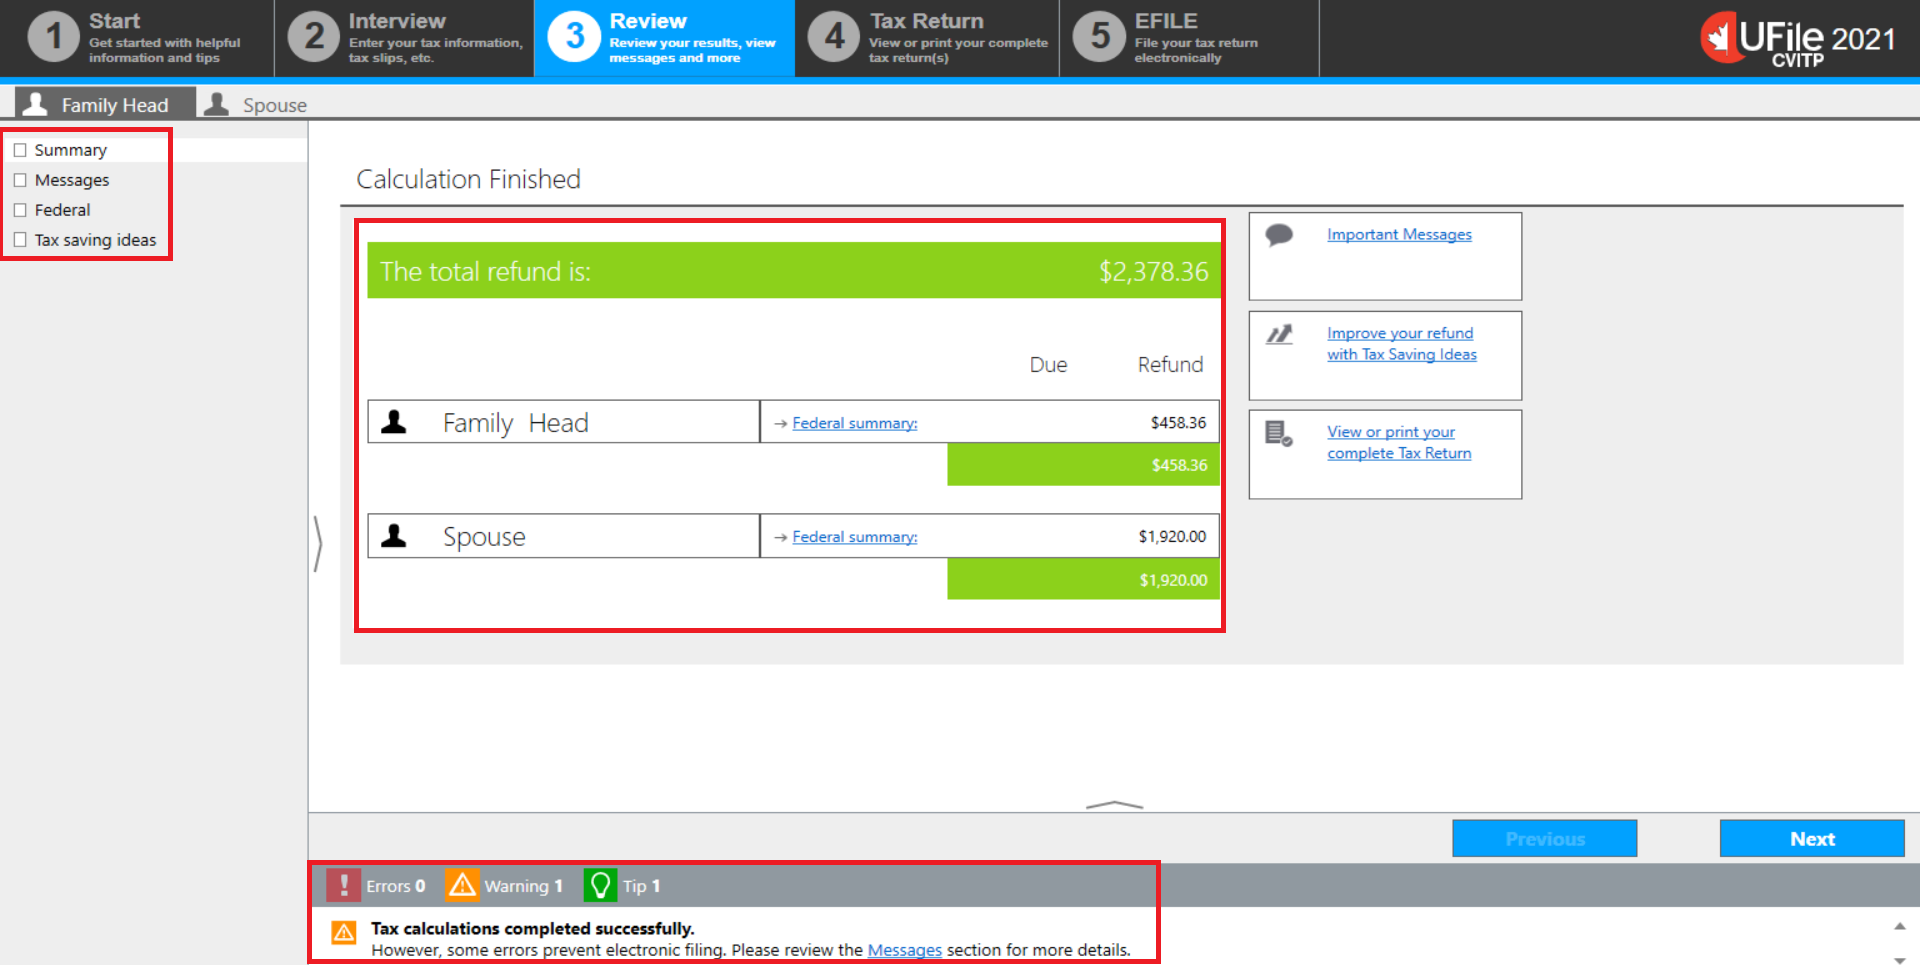 1
Start
Get started with helpful
information and tips
2
Interview
Enter your tax information,
tax slips, etc.
3
Review
Review your results, view
messages and more
4
Tax Return
View or print your complete
tax return(s)
5
EFILE
File your tax return
electronically
UFile 2021
CVITP
Family Head
Spouse
Summary
Messages
Federal
Tax saving ideas
Calculation Finished
The total refund is: $2,378.36
Due Refund
Family Head → Federal summary: $458.36
$458.36
Spouse → Federal summary: $1,920.00
$1,920.00
Important Messages
Improve your refund
with Tax Saving Ideas
View or print your
complete Tax Return
Previous
Next
Errors 0 Warning 1 Tip 1
Tax calculations completed successfully.
However, some errors prevent electronic filing. Please review the Messages section for more details.